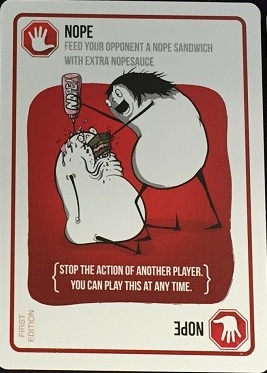 NOPE
FEED YOUR OPPONENT A NOPE SANDWICH
WITH EXTRA NOPESAUCE
NOPE
STOP THE ACTION OF ANOTHER PLAYER.
YOU CAN PLAY THIS AT ANY TIME.
FIRST
EDITION
NOPE